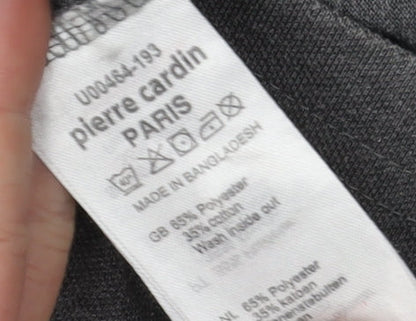 U00464-193
pierre cardin
PARIS
40°
MADE IN BANGLADESH
GB 65% Polyester
35% cotton
Wash inside out
NL 65% Polyester
35% katoen